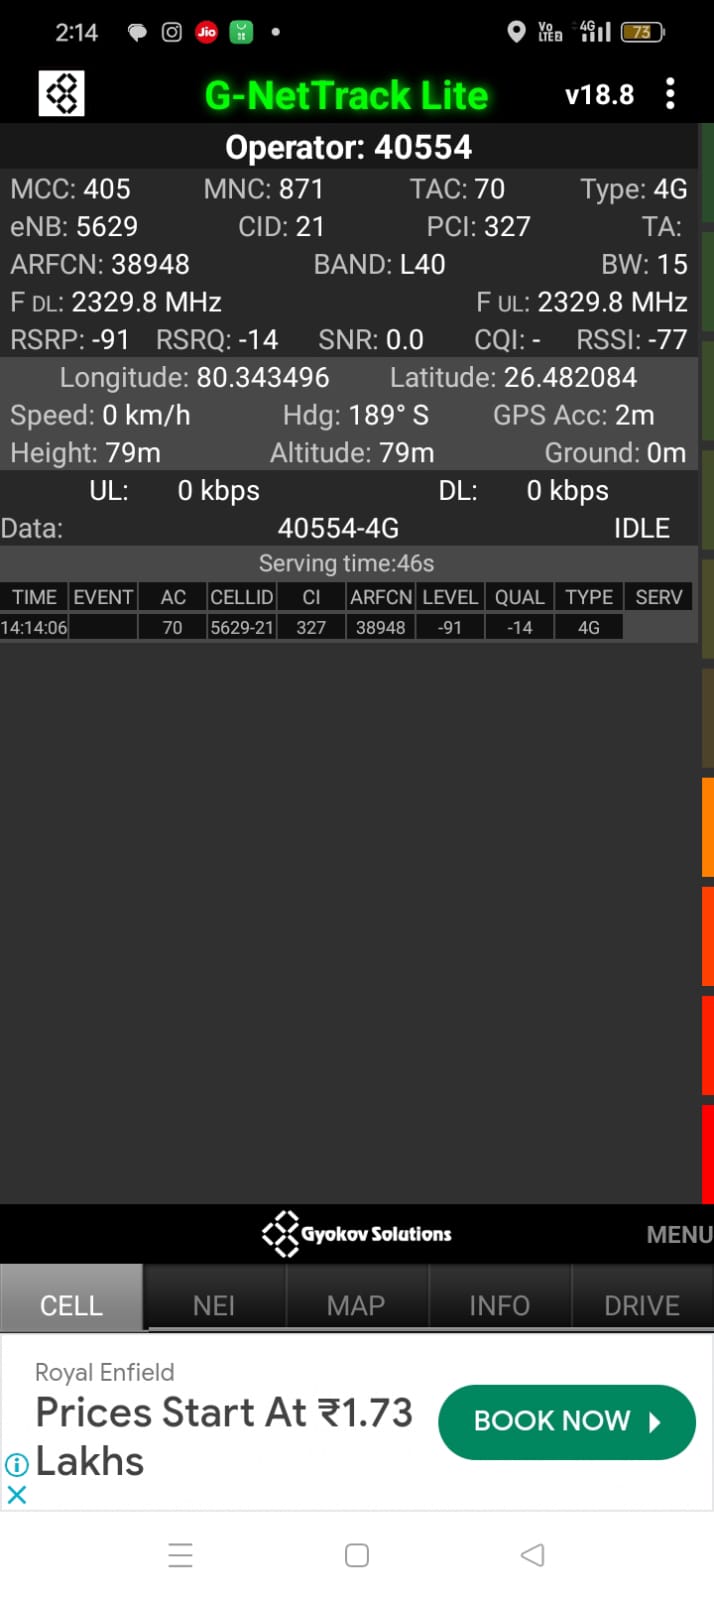 2:14 Jio Vo LTE2 4G 73
G-NetTrack Lite v18.8
Operator: 40554
MCC: 405 MNC: 871 TAC: 70 Type: 4G
eNB: 5629 CID: 21 PCI: 327 TA:
ARFCN: 38948 BAND: L40 BW: 15
F DL: 2329.8 MHz F UL: 2329.8 MHz
RSRP: -91 RSRQ: -14 SNR: 0.0 CQI: - RSSI: -77
Longitude: 80.343496 Latitude: 26.482084
Speed: 0 km/h Hdg: 189° S GPS Acc: 2m
Height: 79m Altitude: 79m Ground: 0m
UL: 0 kbps DL: 0 kbps
Data: 40554-4G IDLE
Serving time:46s
TIME EVENT AC CELLID CI ARFCN LEVEL QUAL TYPE SERV
14:14:06 70 5629-21 327 38948 -91 -14 4G
Gyokov Solutions MENU
CELL NEI MAP INFO DRIVE
Royal Enfield
Prices Start At ₹1.73
Lakhs
BOOK NOW